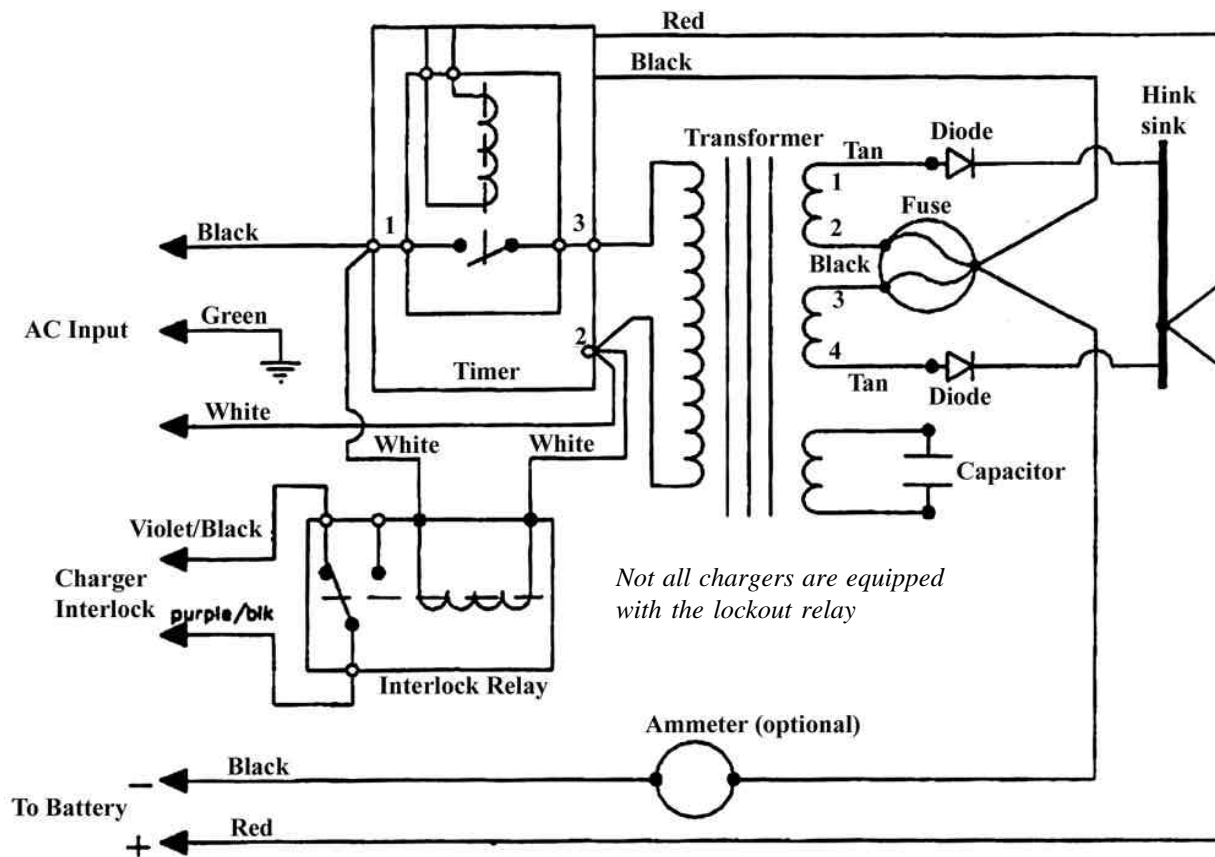 Red
Black
Hink
sink
Transformer
Diode
Tan
1
Fuse
2
1
3
Black
Black
3
Green
AC Input
2
4
Timer
Tan
Diode
White
White
White
Capacitor
Violet/Black
Charger
Interlock
purple/blk
Not all chargers are equipped
with the lockout relay
Interlock Relay
Ammeter (optional)
Black
−
To Battery
Red
+